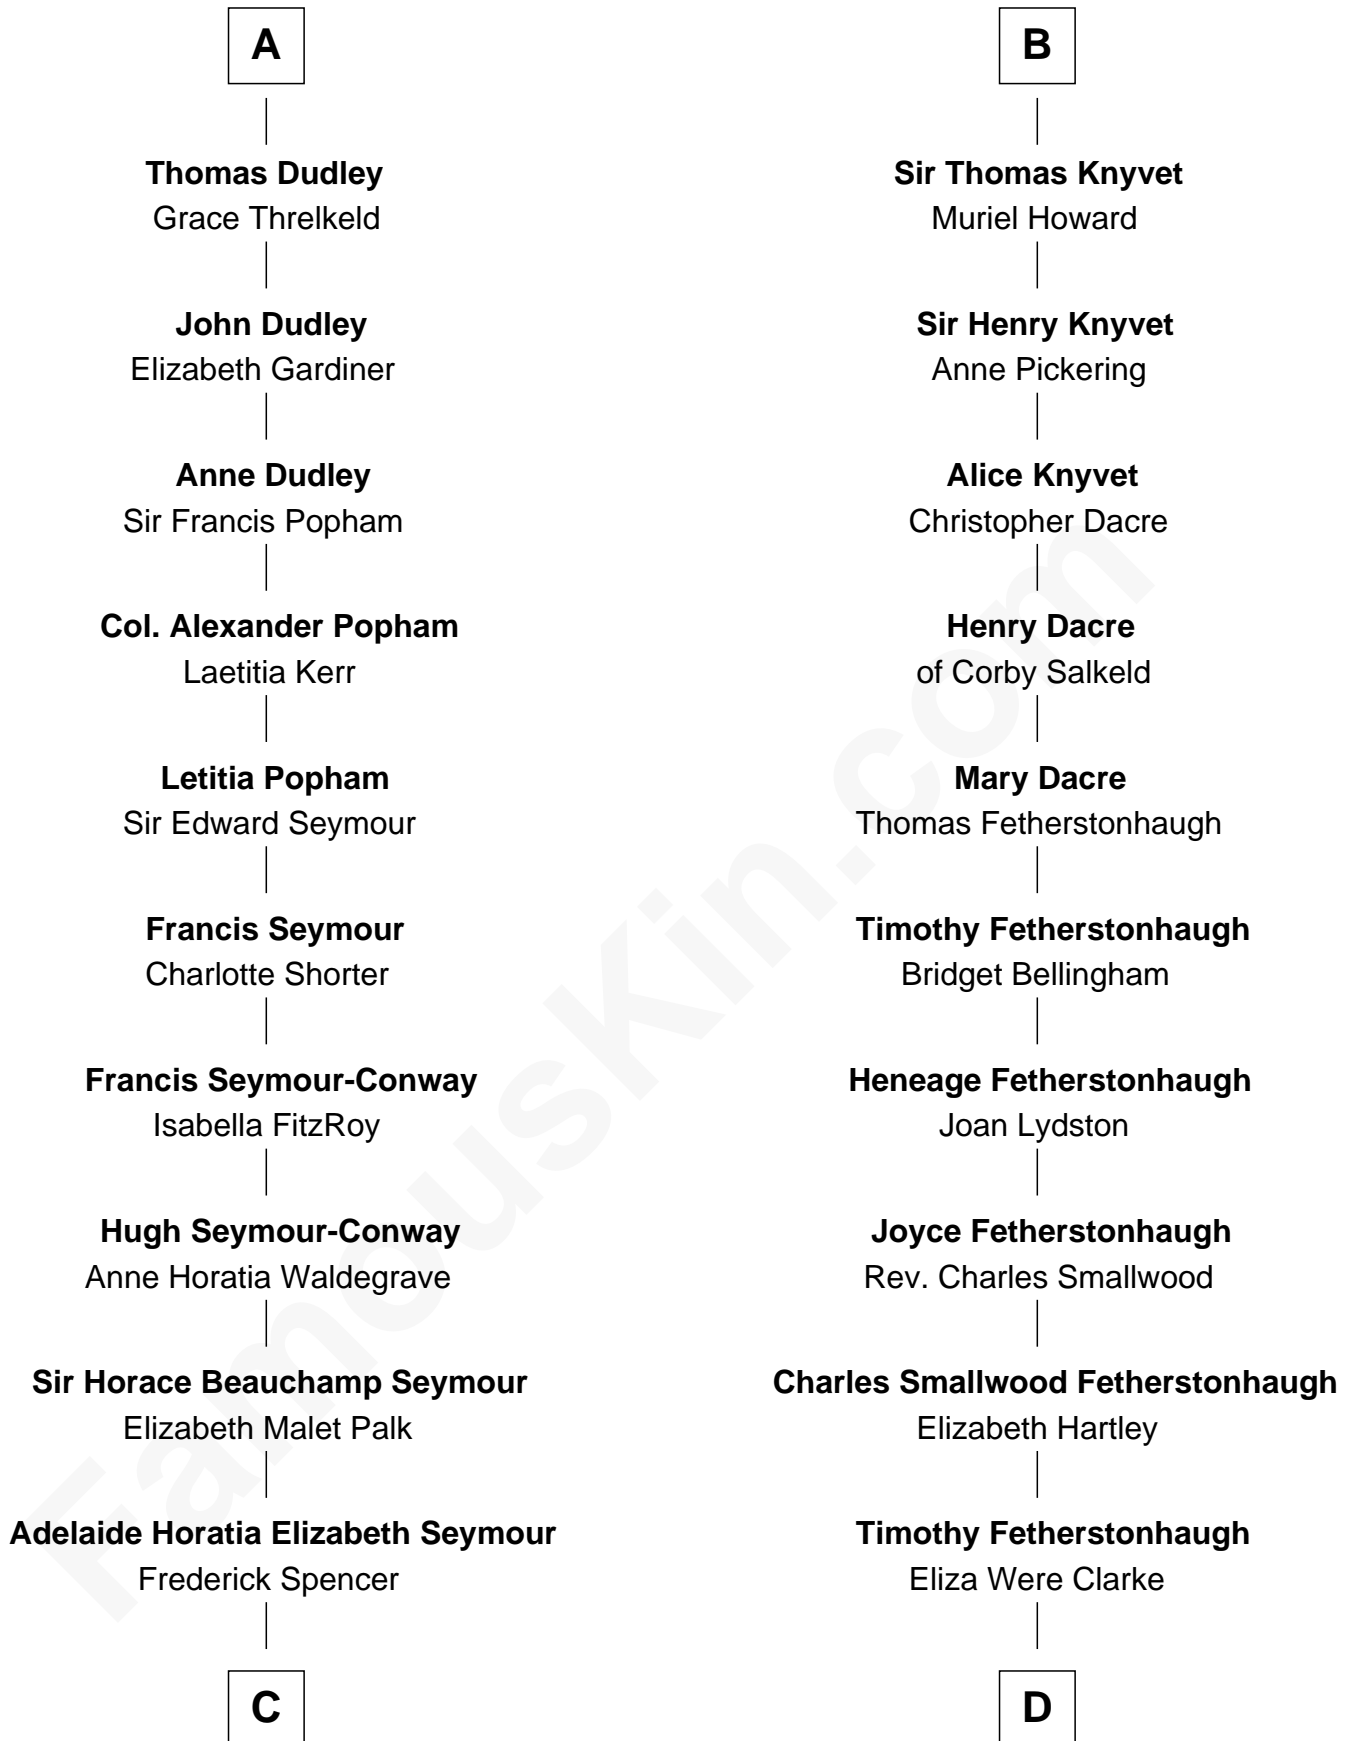 A
Thomas Dudley
Grace Threlkeld
John Dudley
Elizabeth Gardiner
Anne Dudley
Sir Francis Popham
Col. Alexander Popham
Laetitia Kerr
Letitia Popham
Sir Edward Seymour
Francis Seymour
Charlotte Shorter
Francis Seymour-Conway
Isabella FitzRoy
Hugh Seymour-Conway
Anne Horatia Waldegrave
Sir Horace Beauchamp Seymour
Elizabeth Malet Palk
Adelaide Horatia Elizabeth Seymour
Frederick Spencer
C
B
Sir Thomas Knyvet
Muriel Howard
Sir Henry Knyvet
Anne Pickering
Alice Knyvet
Christopher Dacre
Henry Dacre
of Corby Salkeld
Mary Dacre
Thomas Fetherstonhaugh
Timothy Fetherstonhaugh
Bridget Bellingham
Heneage Fetherstonhaugh
Joan Lydston
Joyce Fetherstonhaugh
Rev. Charles Smallwood
Charles Smallwood Fetherstonhaugh
Elizabeth Hartley
Timothy Fetherstonhaugh
Eliza Were Clarke
D
FamousKin.com